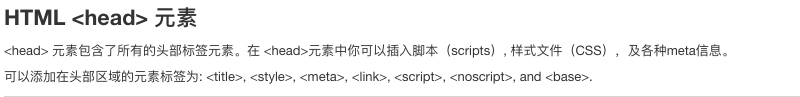 HTML <head> 元素
<head> 元素包含了所有的头部标签元素。在 <head>元素中你可以插入脚本（scripts）, 样式文件（CSS），及各种meta信息。
可以添加在头部区域的元素标签为: <title>, <style>, <meta>, <link>, <script>, <noscript>, and <base>.